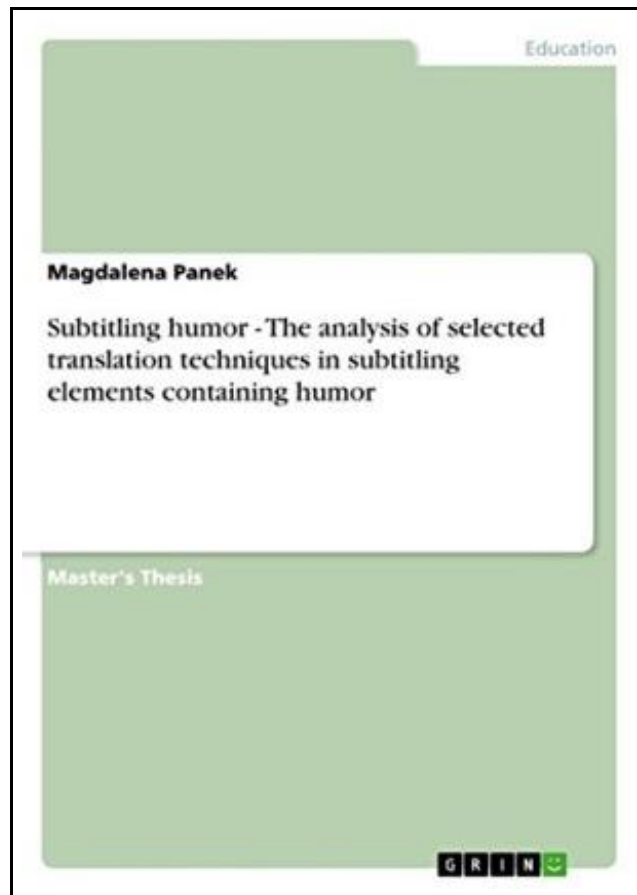 Education
Magdalena Panek
Subtitling humor - The analysis of selected
translation techniques in subtitling
elements containing humor
Master's Thesis
GRIN